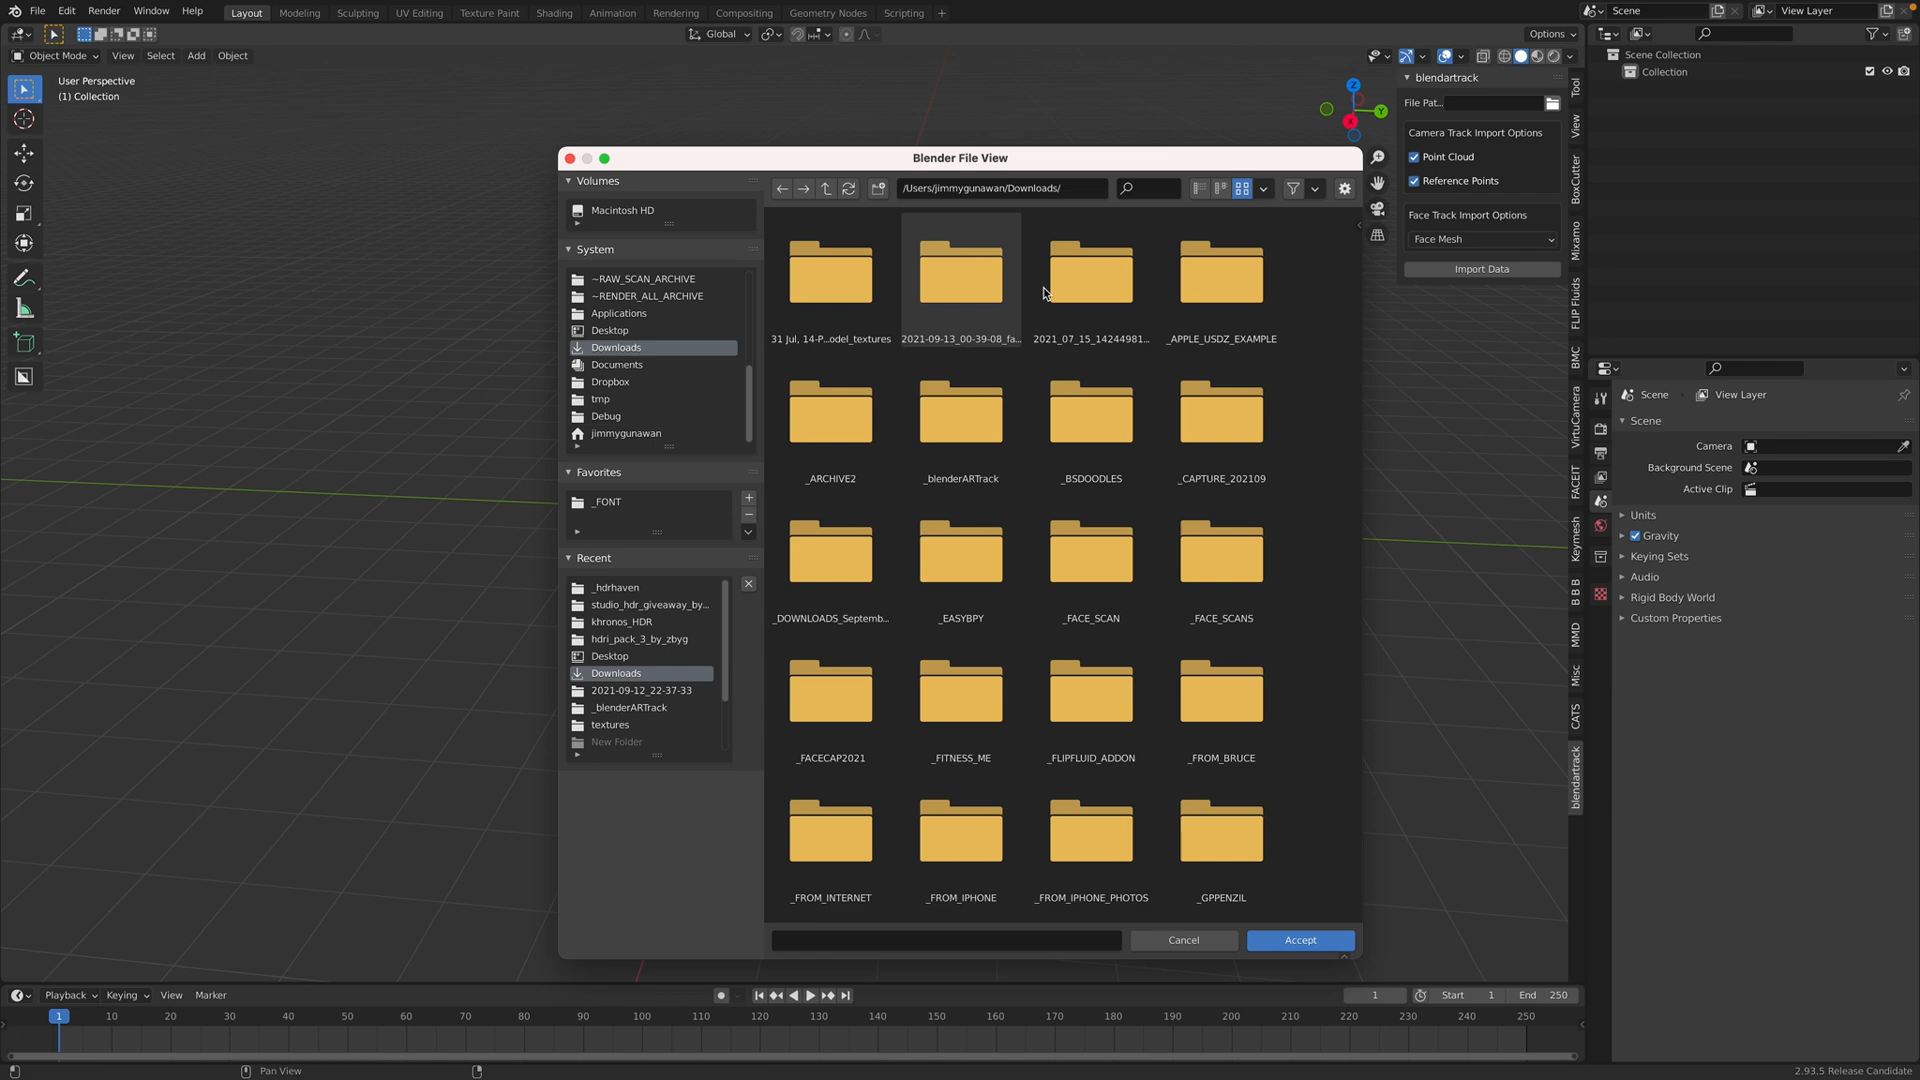 File Edit Render Window Help Layout Modeling Sculpting UV Editing Texture Paint Shading Animation Rendering Compositing Geometry Nodes Scripting + Scene View Layer
Global Options
Object Mode View Select Add Object
User Perspective
(1) Collection
Z
Y
X
blendartrack
File Pat...
Camera Track Import Options
Point Cloud
Reference Points
Face Track Import Options
Face Mesh
Import Data
Tool
View
BoxCutter
Mixamo
FLIP Fluids
BMC
VirtuCamera
FACEIT
Keymesh
B B B
MMD
Misc
CATS
blendartrack
Scene Collection
Collection
Scene View Layer
Scene
Camera
Background Scene
Active Clip
Units
Gravity
Keying Sets
Audio
Rigid Body World
Custom Properties
Blender File View
Volumes
Macintosh HD
System
~RAW_SCAN_ARCHIVE
~RENDER_ALL_ARCHIVE
Applications
Desktop
Downloads
Documents
Dropbox
tmp
Debug
jimmygunawan
Favorites
_FONT
Recent
_hdrhaven
studio_hdr_giveaway_by...
khronos_HDR
hdri_pack_3_by_zbyg
Desktop
Downloads
2021-09-12_22-37-33
_blenderARTrack
textures
New Folder
/Users/jimmygunawan/Downloads/
31 Jul, 14-P...odel_textures 2021-09-13_00-39-08_fa... 2021_07_15_14244981... _APPLE_USDZ_EXAMPLE
_ARCHIVE2 _blenderARTrack _BSDOODLES _CAPTURE_202109
_DOWNLOADS_Septemb... _EASYBPY _FACE_SCAN _FACE_SCANS
_FACECAP2021 _FITNESS_ME _FLIPFLUID_ADDON _FROM_BRUCE
_FROM_INTERNET _FROM_IPHONE _FROM_IPHONE_PHOTOS _GPPENZIL
Cancel Accept
Playback Keying View Marker 1 Start 1 End 250
1 10 20 30 40 50 60 70 80 90 100 110 120 130 140 150 160 170 180 190 200 210 220 230 240 250
Pan View 2.93.5 Release Candidate